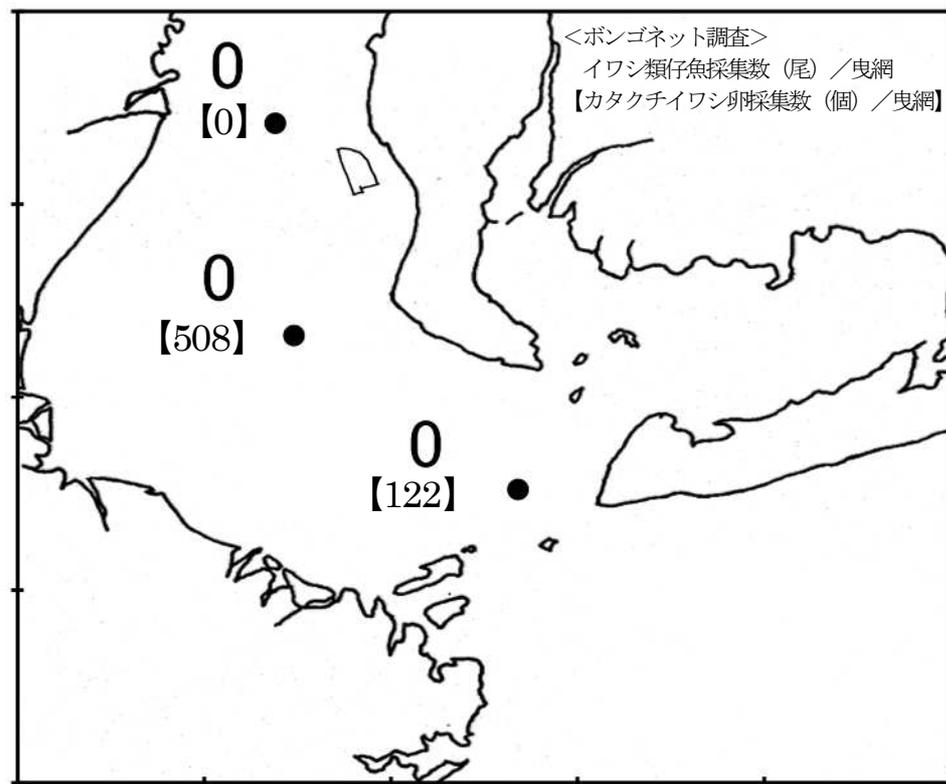 ＜ボンゴネット調査＞
イワシ類仔魚採集数（尾）／曳網
【カタクチイワシ卵採集数（個）／曳網】
0
【0】
0
【508】
0
【122】